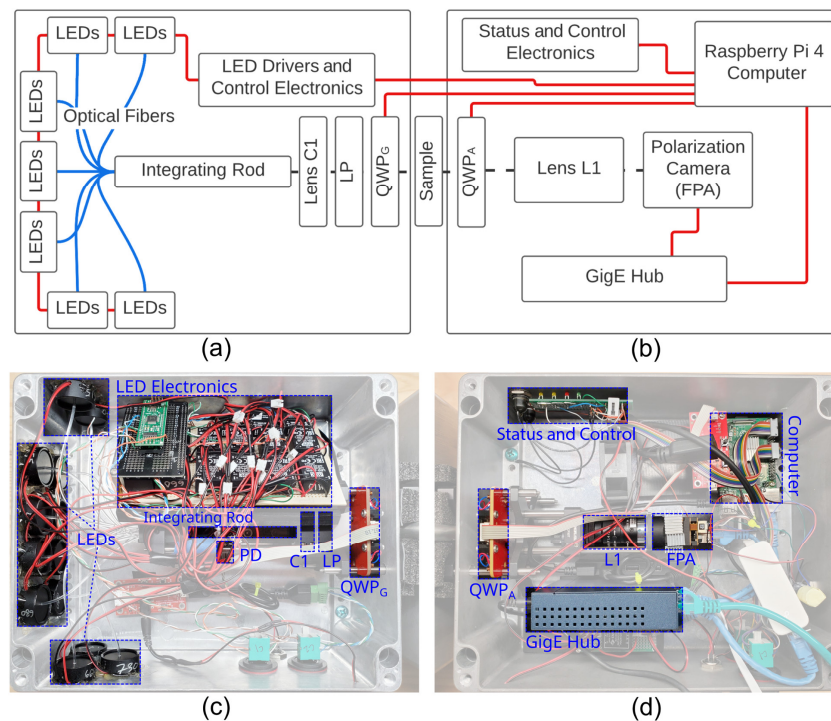 LEDs
LEDs
LEDs
LEDs
LEDs
LEDs
LEDs
Optical Fibers
LED Drivers and
Control Electronics
Integrating Rod
Lens C1
LP
QWPG
Sample
(a)
Status and Control
Electronics
Raspberry Pi 4
Computer
QWPA
Lens L1
Polarization
Camera
(FPA)
GigE Hub
(b)
LED Electronics
Integrating Rod
LEDs
PD
C1
LP
QWPG
680
780
(c)
Status and Control
Computer
QWPA
L1
FPA
GigE Hub
(d)